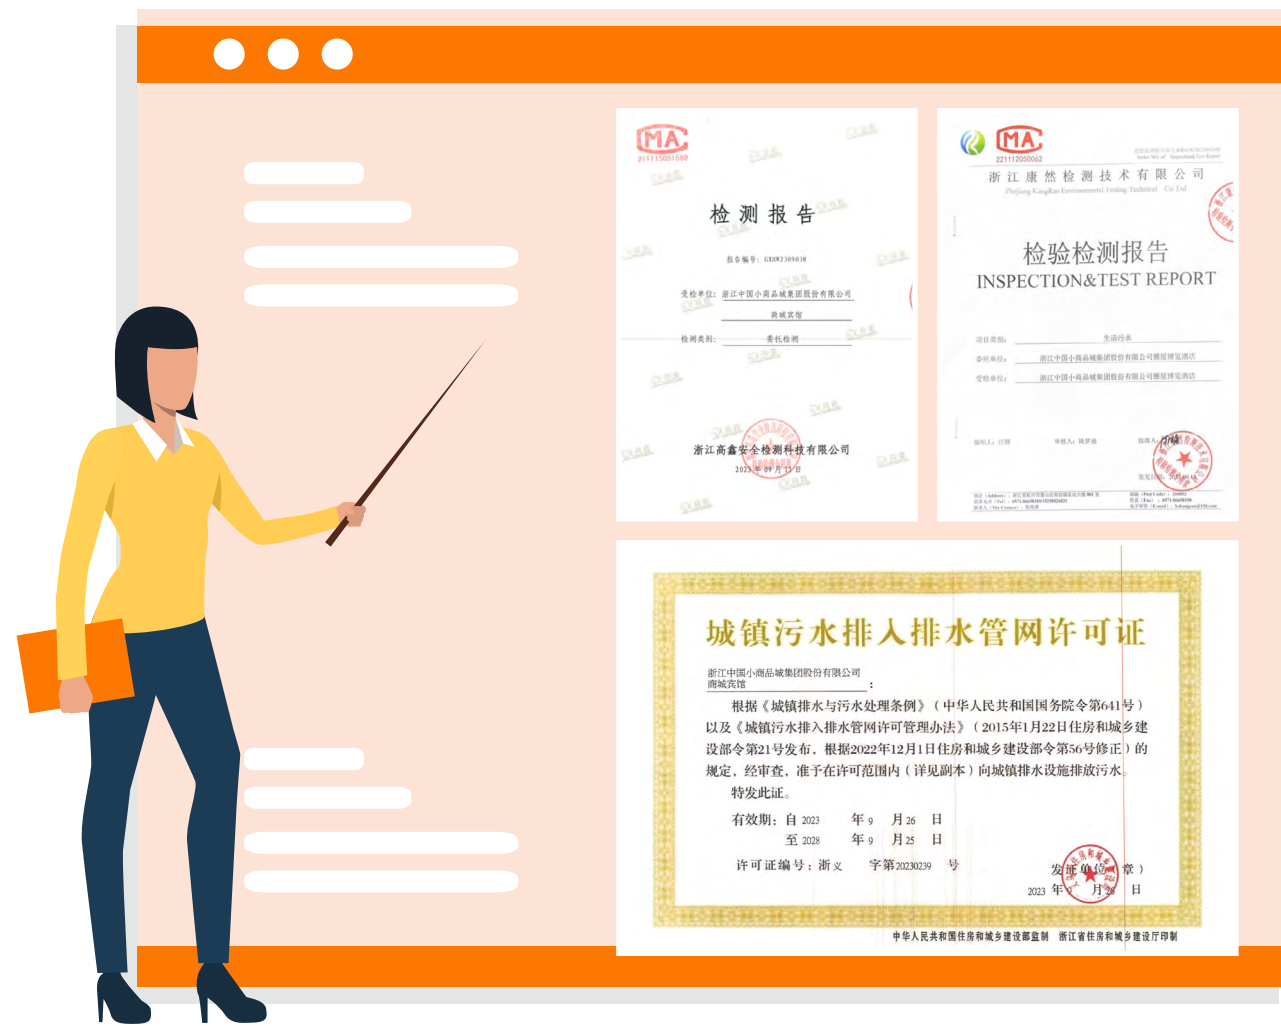 MA
211115051589
检测报告
报告编号：GXHW2309038
受检单位：浙江中国小商品城集团股份有限公司
商城宾馆
检测类别：委托检测
浙江高鑫安全检测科技有限公司
2023 年 09 月 13 日
MA
221112050062
浙江康然检测技术有限公司
Zhejiang KangRan Environmental Testing Technical Co. Ltd
检验检测报告
INSPECTION&TEST REPORT
项目类别： 生活污水
委托单位： 浙江中国小商品城集团股份有限公司雅屋博览酒店
受检单位： 浙江中国小商品城集团股份有限公司雅屋博览酒店
城镇污水排入排水管网许可证
浙江中国小商品城集团股份有限公司
商城宾馆：
根据《城镇排水与污水处理条例》（中华人民共和国国务院令第641号）
以及《城镇污水排入排水管网许可管理办法》（2015年1月22日住房和城乡建
设部令第21号发布，根据2022年12月1日住房和城乡建设部令第56号修正）的
规定，经审查，准予在许可范围内（详见副本）向城镇排水设施排放污水。
特发此证。
有效期：自 2023 年 9 月 26 日
至 2028 年 9 月 25 日
许可证编号：浙义 字第20230239 号
发证单位（章）
2023 年 9 月 26 日
中华人民共和国住房和城乡建设部监制 浙江省住房和城乡建设厅印制